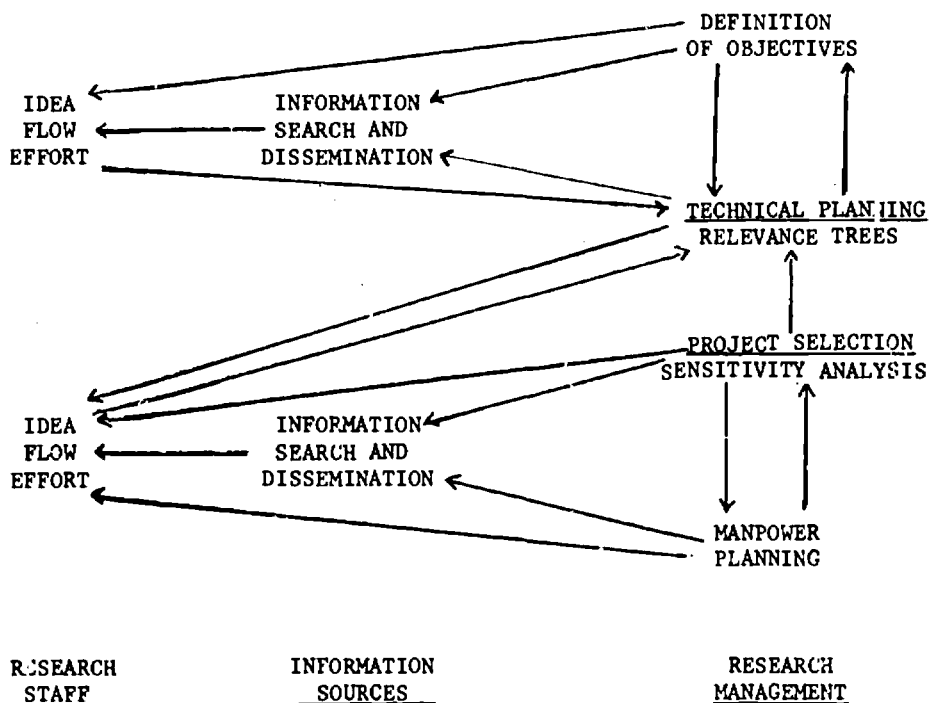 DEFINITION
OF OBJECTIVES
IDEA
FLOW
EFFORT
INFORMATION
SEARCH AND
DISSEMINATION
TECHNICAL PLANNING
RELEVANCE TREES
PROJECT SELECTION
SENSITIVITY ANALYSIS
IDEA
FLOW
EFFORT
INFORMATION
SEARCH AND
DISSEMINATION
MANPOWER
PLANNING
RESEARCH
STAFF
INFORMATION
SOURCES
RESEARCH
MANAGEMENT